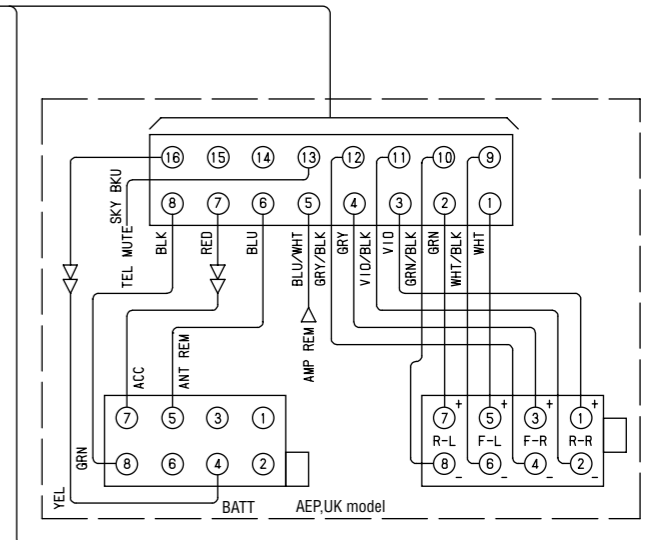 16 15 14 13 12 11 10 9
8 7 6 5 4 3 2 1
SKY BKU
TEL MUTE
BLK
RED
BLU
BLU/WHT
GRY/BLK
GRY
VIO/BLK
VIO
GRN/BLK
GRN
WHT/BLK
WHT
ACC
ANT REM
AMP REM
7 5 3 1
8 6 4 2
7 + 5 + 3 + 1 +
R-L F-L F-R R-R
8 - 6 - 4 - 2 -
GRN
YEL
BATT
AEP,UK model